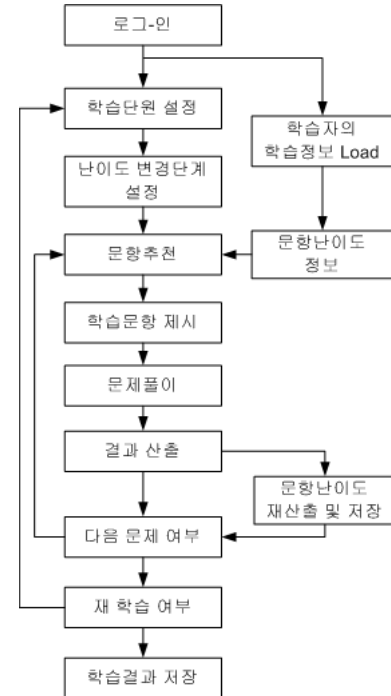 로그-인
학습단원 설정
학습자의
학습정보 Load
난이도 변경단계
설정
문항추천
문항난이도
정보
학습문항 제시
문제풀이
결과 산출
문항난이도
재산출 및 저장
다음 문제 여부
재 학습 여부
학습결과 저장